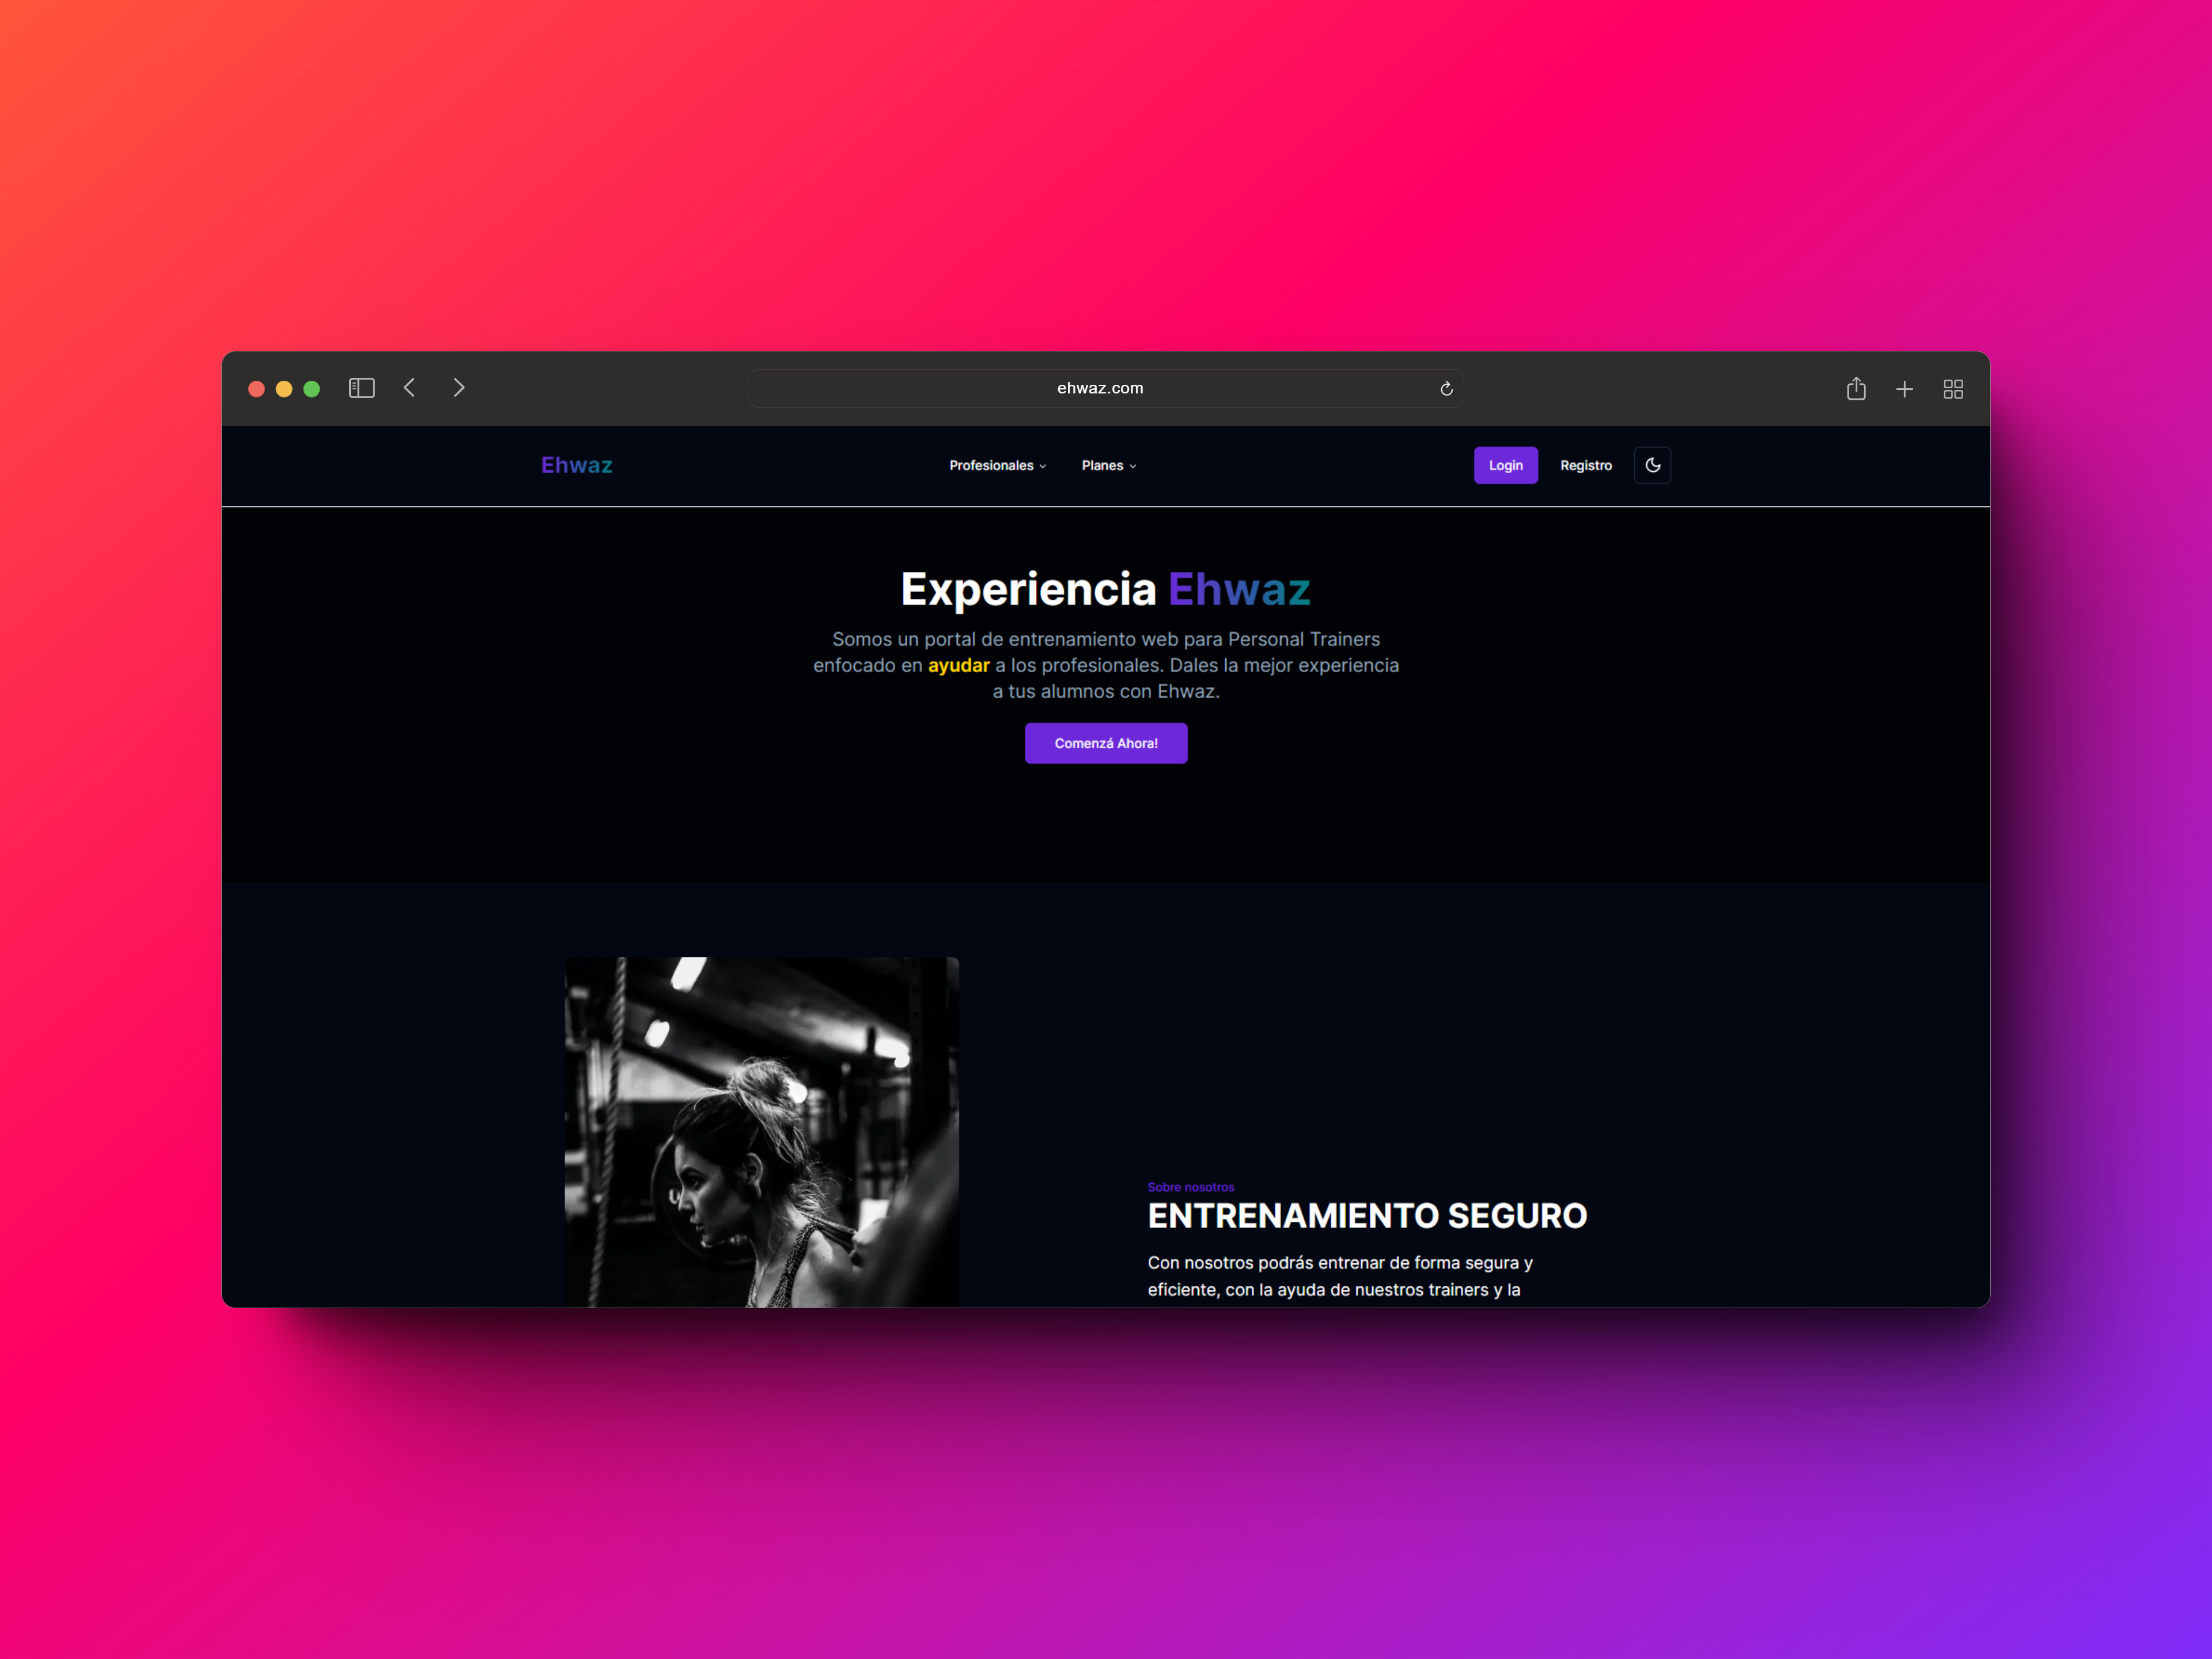 ehwaz.com
Ehwaz
Profesionales
Planes
Login
Registro
Experiencia Ehwaz
Somos un portal de entrenamiento web para Personal Trainers
enfocado en ayudar a los profesionales. Dales la mejor experiencia
a tus alumnos con Ehwaz.
Comenzá Ahora!
Sobre nosotros
ENTRENAMIENTO SEGURO
Con nosotros podrás entrenar de forma segura y
eficiente, con la ayuda de nuestros trainers y la